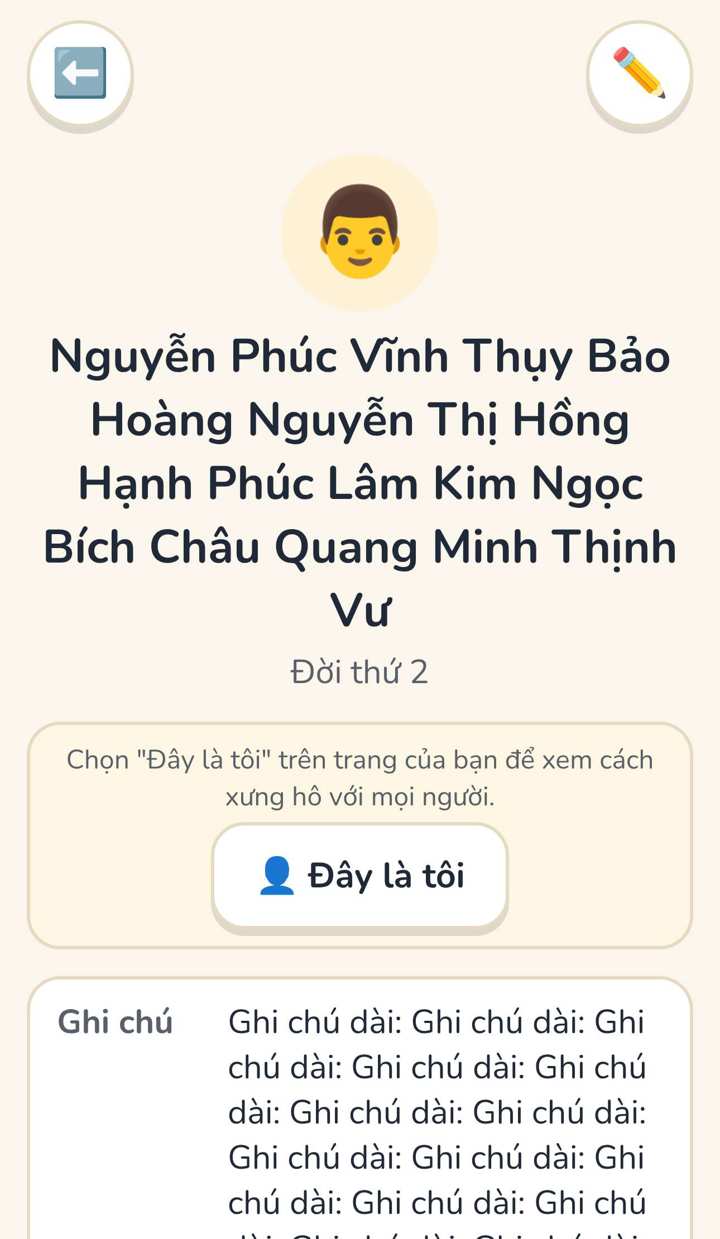 Nguyễn Phúc Vĩnh Thụy Bảo
Hoàng Nguyễn Thị Hồng
Hạnh Phúc Lâm Kim Ngọc
Bích Châu Quang Minh Thịnh
Vư
Đời thứ 2
Chọn "Đây là tôi" trên trang của bạn để xem cách
xưng hô với mọi người.
Đây là tôi
Ghi chú
Ghi chú dài: Ghi chú dài: Ghi
chú dài: Ghi chú dài: Ghi chú
dài: Ghi chú dài: Ghi chú dài:
Ghi chú dài: Ghi chú dài: Ghi
chú dài: Ghi chú dài: Ghi chú